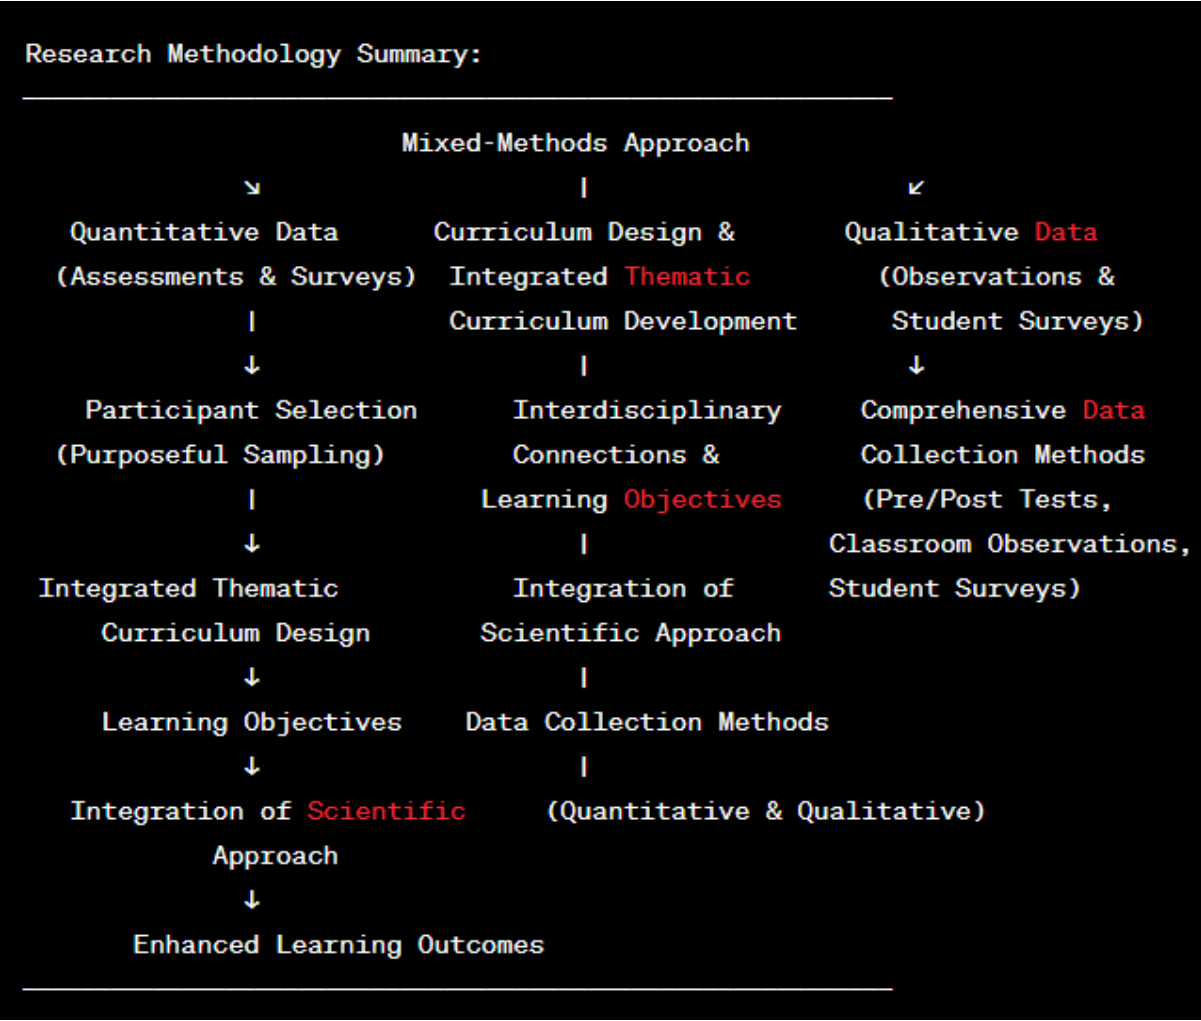 Research Methodology Summary:
Mixed-Methods Approach
↘ | ↙
Quantitative Data Curriculum Design & Qualitative Data
(Assessments & Surveys) Integrated Thematic (Observations &
| Curriculum Development Student Surveys)
↓ | ↓
Participant Selection Interdisciplinary Comprehensive Data
(Purposeful Sampling) Connections & Collection Methods
| Learning Objectives (Pre/Post Tests,
↓ | Classroom Observations,
Integrated Thematic Integration of Student Surveys)
Curriculum Design Scientific Approach
↓ |
Learning Objectives Data Collection Methods
↓ |
Integration of Scientific (Quantitative & Qualitative)
Approach
↓
Enhanced Learning Outcomes